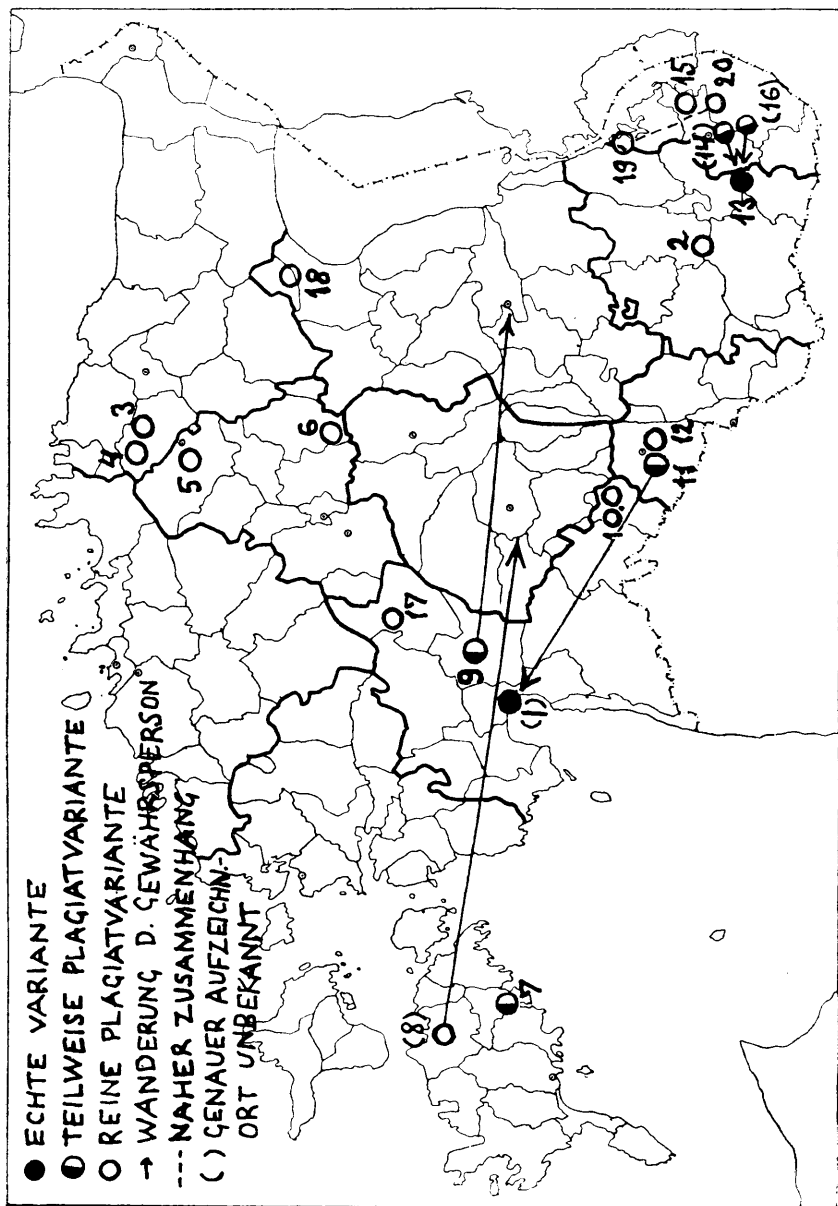 ● ECHTE VARIANTE
◐ TEILWEISE PLAGIATVARIANTE
○ REINE PLAGIATVARIANTE
→ WANDERUNG D. GEWÄHRSPERSON
--- NAHER ZUSAMMENHANG
( ) GENAUER AUFZEICHN.-
ORT UNBEKANNT
4
3
5
6
18
17
9
(1)
(8)
7
10
11
12
19
15
20
(14)
(16)
13
2